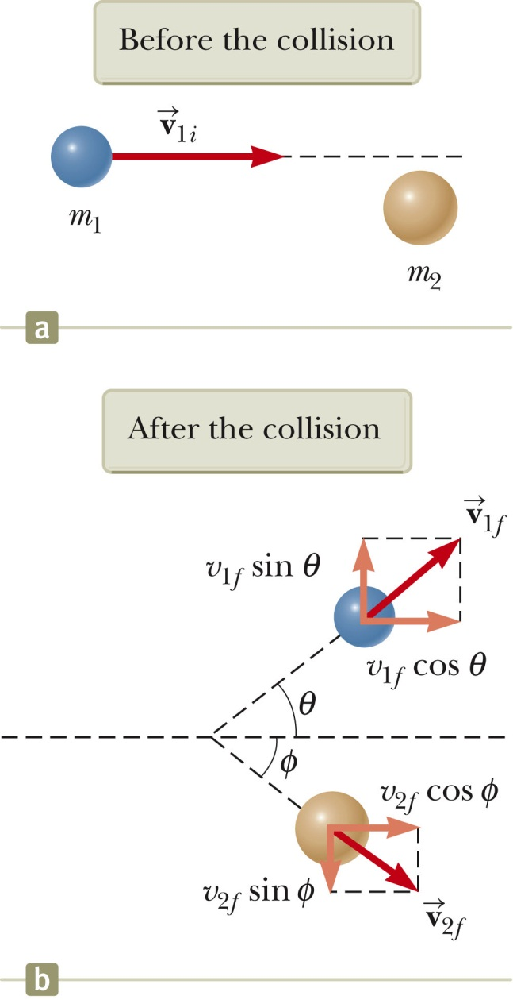 Before the collision
v⃗1i
m1
m2
a
After the collision
v⃗1f
v1f sin θ
v1f cos θ
θ
ϕ
v2f cos ϕ
v2f sin ϕ
v⃗2f
b